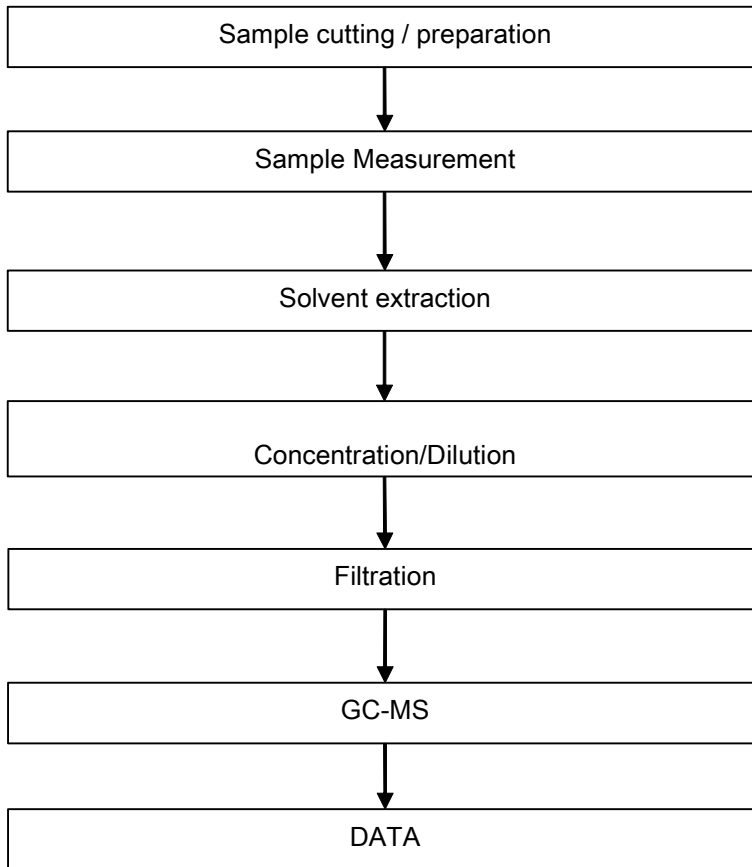 Sample cutting / preparation
Sample Measurement
Solvent extraction
Concentration/Dilution
Filtration
GC-MS
DATA